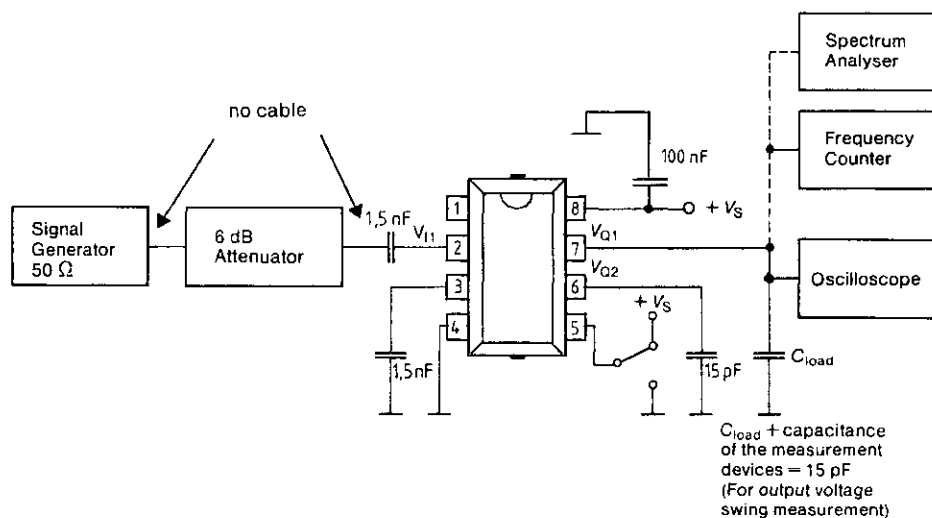 Spectrum
Analyser
no cable
Frequency
Counter
100 nF
1
8
+ V_S
Signal
Generator
50 Ω
6 dB
Attenuator
1,5 nF
V_I1
2
7
V_Q1
V_Q2
3
6
Oscilloscope
+ V_S
4
5
1,5 nF
15 pF
C_load
C_load + capacitance
of the measurement
devices = 15 pF
(For output voltage
swing measurement)